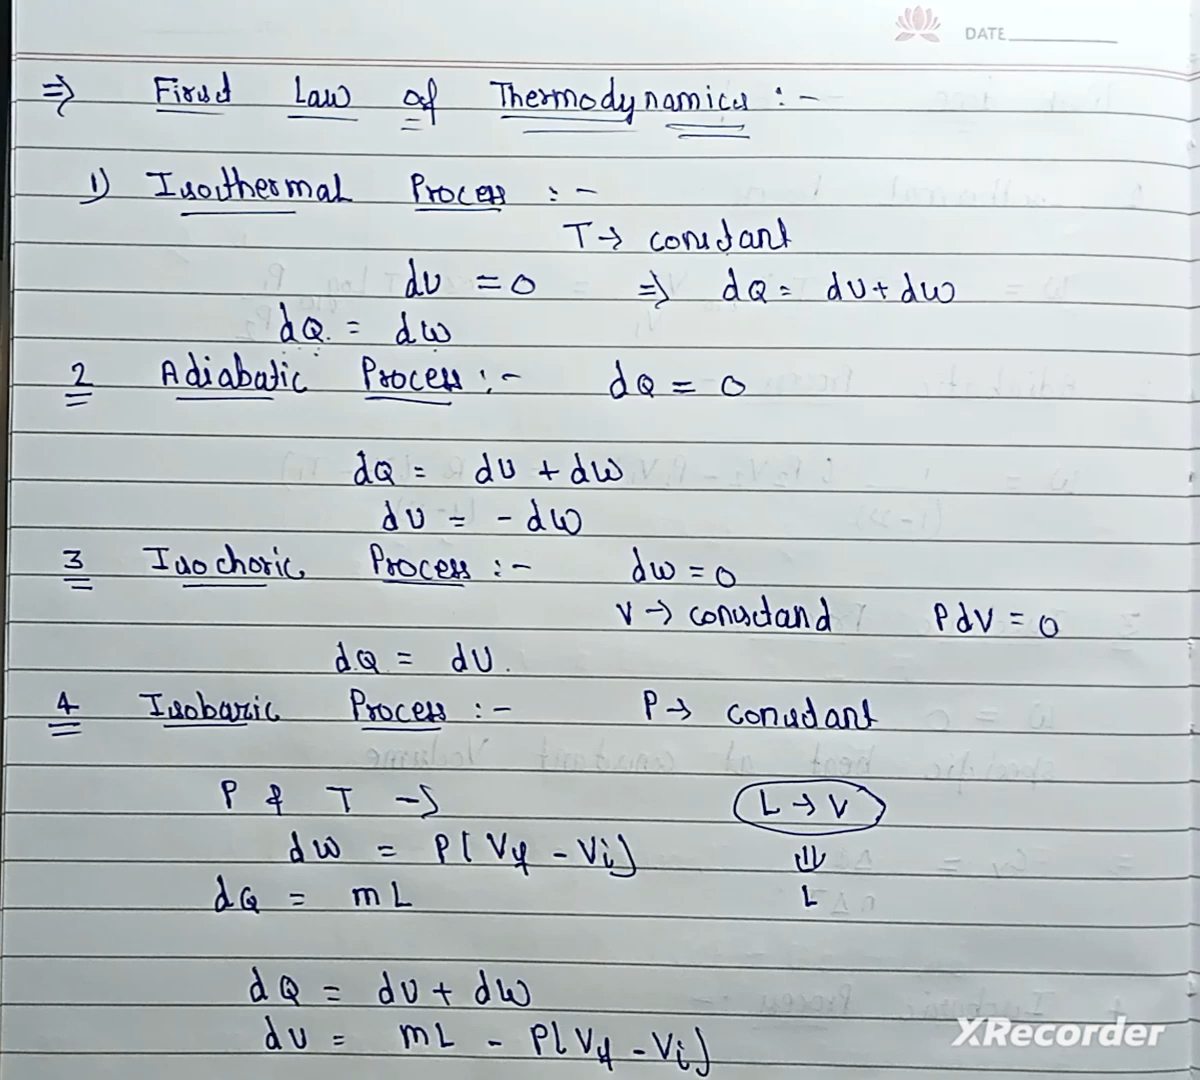 DATE
⇒ First Law of Thermodynamics :-
1) Isothermal Process :-
T → constant
dU = 0 ⇒ dQ = dU + dW
dQ = dW
2 Adiabatic Process :- dQ = 0
dQ = dU + dW
dU = - dW
3 Isochoric Process :- dW = 0
V → constant PdV = 0
dQ = dU.
4 Isobaric Process :- P → constant
P & T → L → V
dW = P[Vf - Vi] ⇓
dQ = mL L
dQ = dU + dW
dU = mL - P[Vf - Vi]
XRecorder